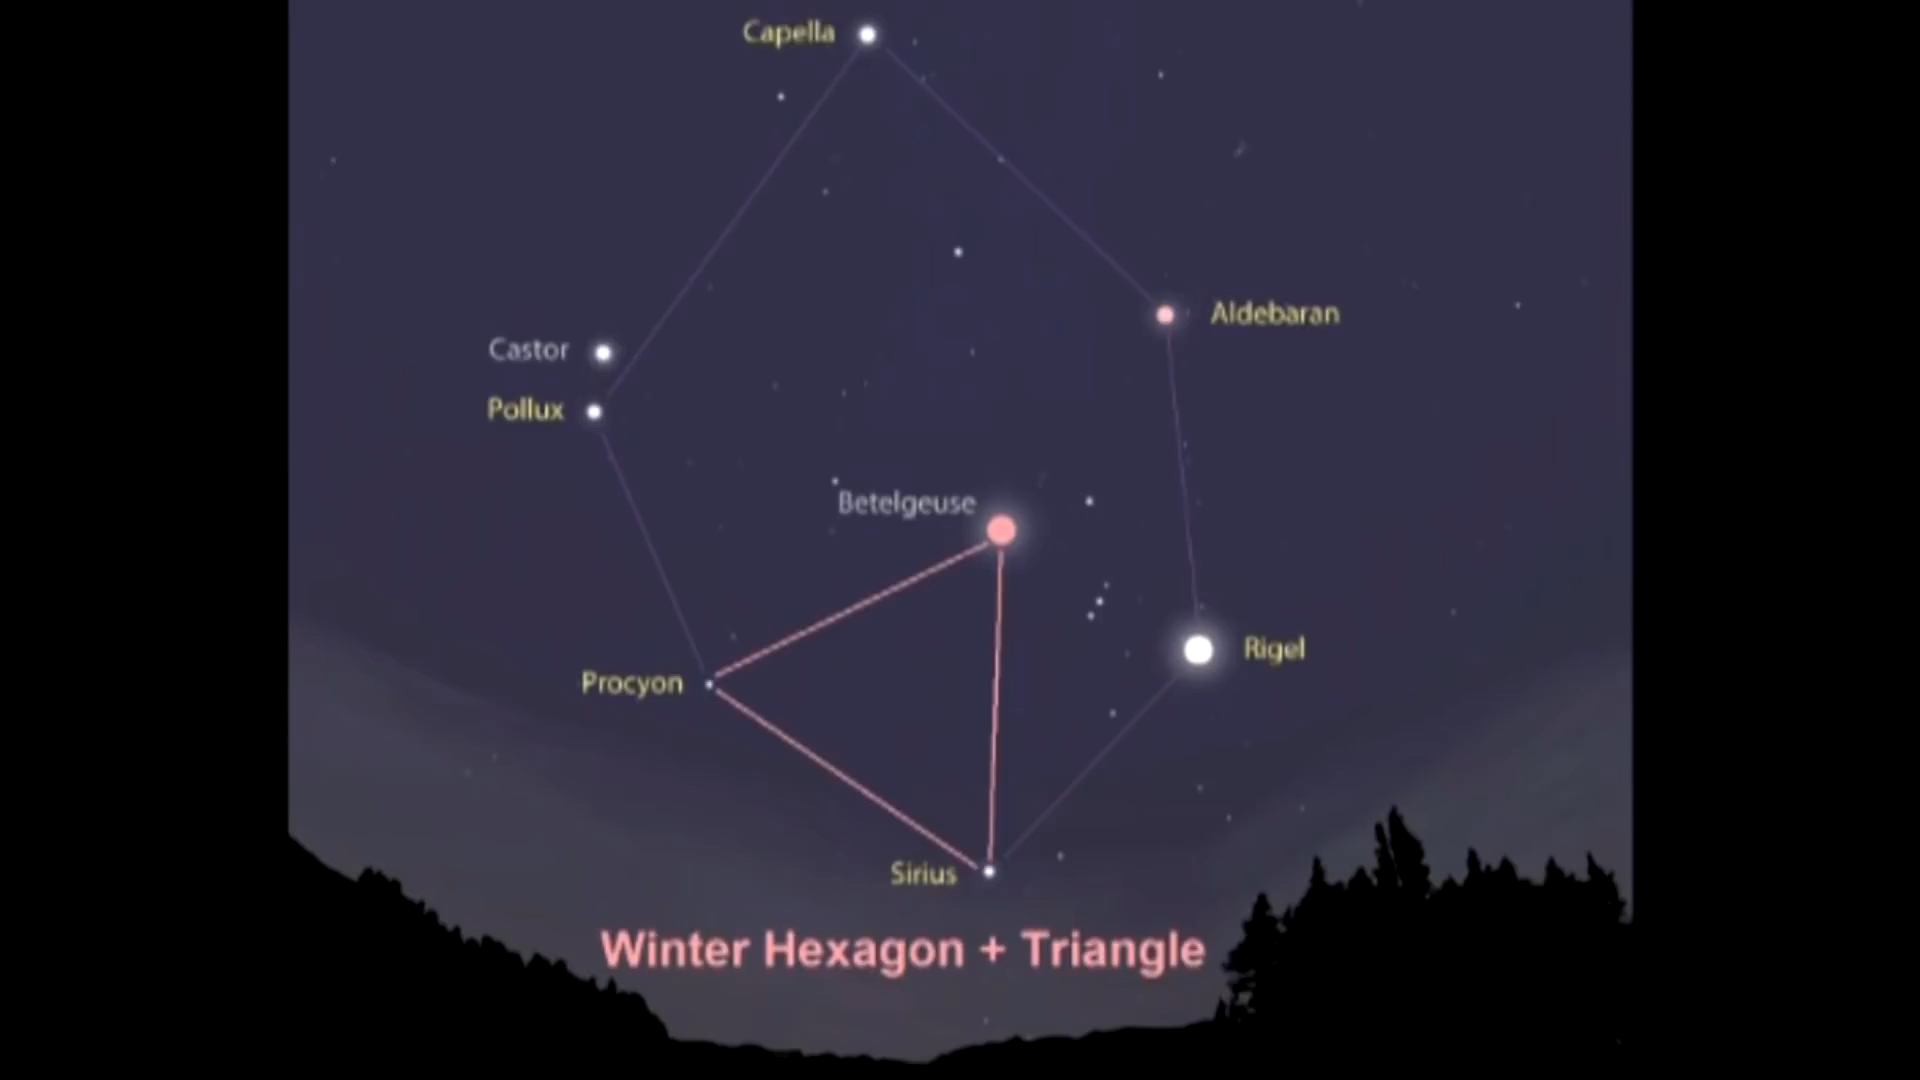 Capella
Aldebaran
Castor
Pollux
Betelgeuse
Rigel
Procyon
Sirius
Winter Hexagon + Triangle